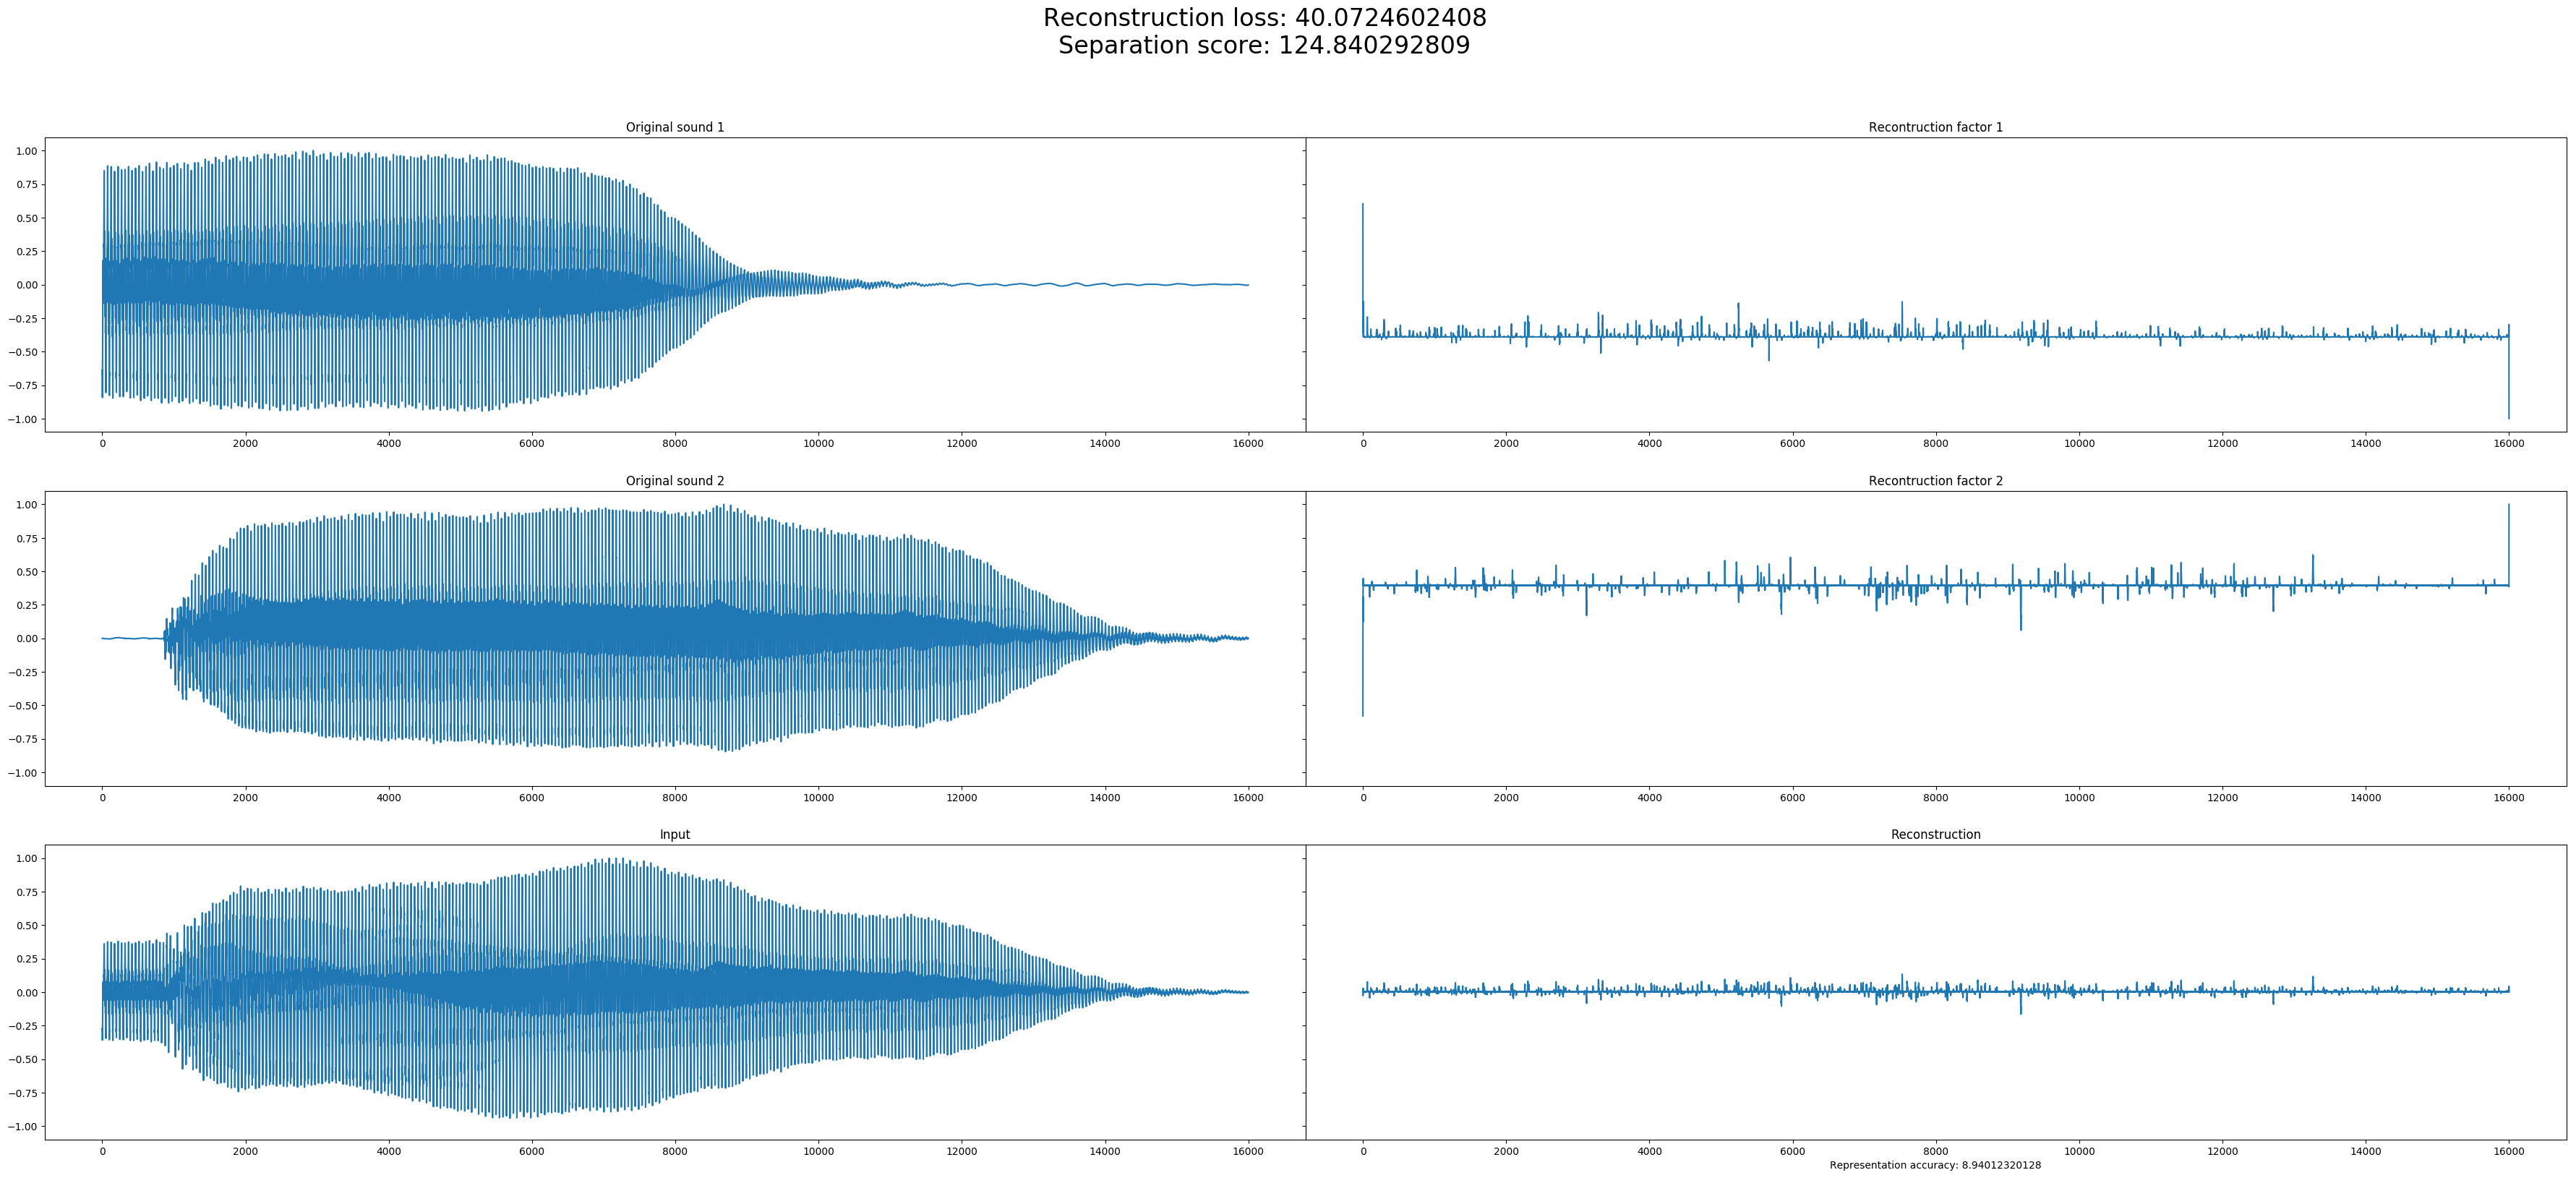 Reconstruction loss: 40.0724602408
Separation score: 124.840292809
Original sound 1
Recontruction factor 1
1.00
0.75
0.50
0.25
0.00
−0.25
−0.50
−0.75
−1.00
0 2000 4000 6000 8000 10000 12000 14000 16000
0 2000 4000 6000 8000 10000 12000 14000 16000
Original sound 2
Recontruction factor 2
1.00
0.75
0.50
0.25
0.00
−0.25
−0.50
−0.75
−1.00
0 2000 4000 6000 8000 10000 12000 14000 16000
0 2000 4000 6000 8000 10000 12000 14000 16000
Input
Reconstruction
1.00
0.75
0.50
0.25
0.00
−0.25
−0.50
−0.75
−1.00
0 2000 4000 6000 8000 10000 12000 14000 16000
0 2000 4000 6000 8000 10000 12000 14000 16000
Representation accuracy: 8.94012320128